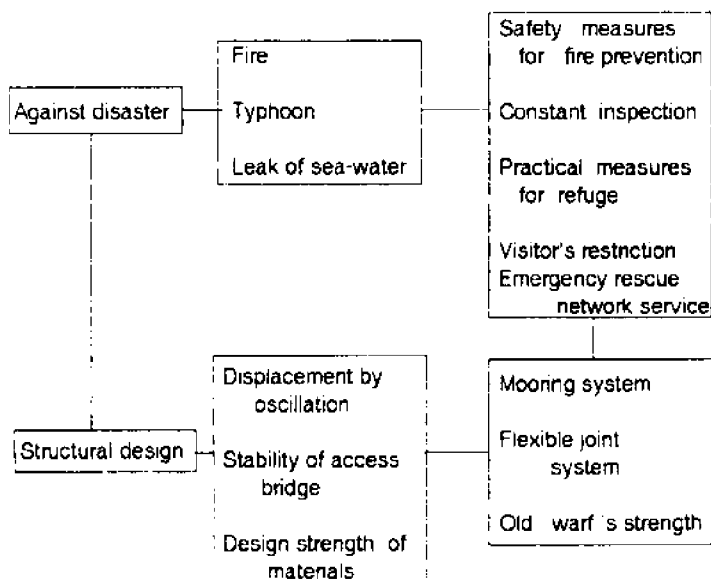 Against disaster
Fire
Typhoon
Leak of sea-water
Safety measures
for fire prevention
Constant inspection
Practical measures
for refuge
Visitor's restriction
Emergency rescue
network service
Structural design
Displacement by
oscillation
Stability of access
bridge
Design strength of
materials
Mooring system
Flexible joint
system
Old warf's strength